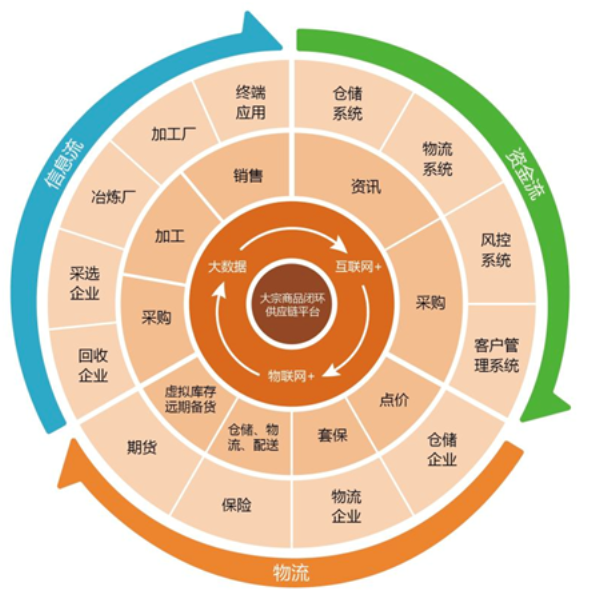 终端
应用
仓储
系统
加工厂
物流
系统
信息流
资金流
销售
资讯
冶炼厂
加工
风控
系统
大数据
互联网+
采选
企业
采购
大宗商品闭环
供应链平台
采购
回收
企业
客户管
理系统
物联网+
虚拟库存
远期备货
点价
仓储、物
流、配送
套保
期货
仓储
企业
保险
物流
企业
物流